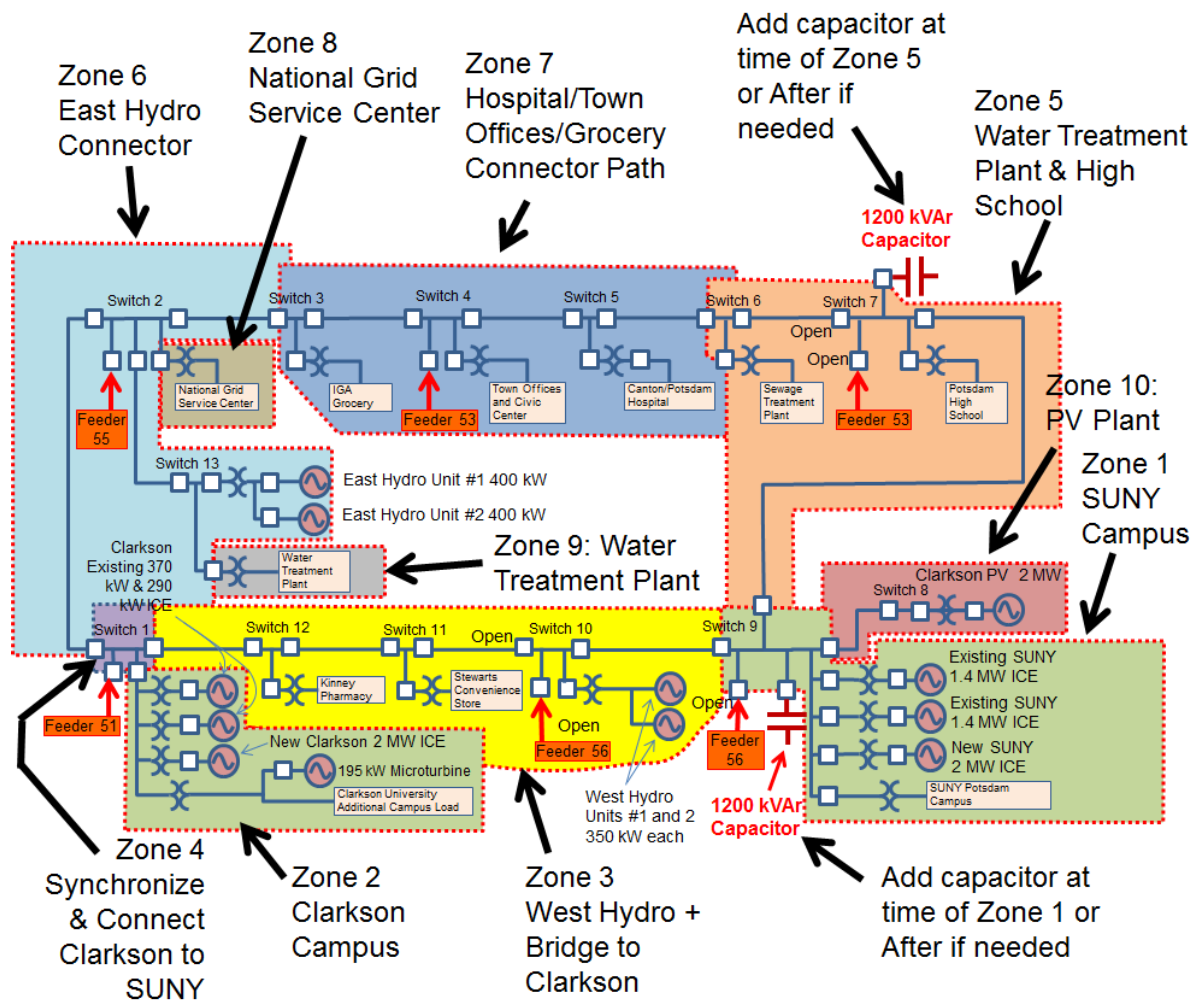 Zone 6
East Hydro
Connector
Zone 8
National Grid
Service Center
Zone 7
Hospital/Town
Offices/Grocery
Connector Path
Add capacitor at
time of Zone 5
or After if
needed
Zone 5
Water Treatment
Plant & High
School
1200 kVAr
Capacitor
Switch 2
Switch 3
Switch 4
Switch 5
Switch 6
Switch 7
Open
Open
National Grid
Service Center
IGA
Grocery
Town Offices
and Civic
Center
Canton/Potsdam
Hospital
Sewage
Treatment
Plant
Potsdam
High
School
Feeder
55
Feeder 53
Feeder 53
Zone 10:
PV Plant
Zone 1
SUNY
Campus
Switch 13
East Hydro Unit #1 400 kW
East Hydro Unit #2 400 kW
Clarkson
Existing 370
kW & 290
kW ICE
Water
Treatment
Plant
Zone 9: Water
Treatment Plant
Clarkson PV 2 MW
Switch 8
Switch 1
Switch 12
Switch 11
Open
Switch 10
Switch 9
Kinney
Pharmacy
Stewarts
Convenience
Store
Open
Open
Feeder 51
Feeder 56
Feeder
56
Existing SUNY
1.4 MW ICE
Existing SUNY
1.4 MW ICE
New SUNY
2 MW ICE
SUNY Potsdam
Campus
New Clarkson 2 MW ICE
195 kW Microturbine
Clarkson University
Additional Campus Load
West Hydro
Units #1 and 2
350 kW each
1200 kVAr
Capacitor
Zone 4
Synchronize
& Connect
Clarkson to
SUNY
Zone 2
Clarkson
Campus
Zone 3
West Hydro +
Bridge to
Clarkson
Add capacitor at
time of Zone 1 or
After if needed